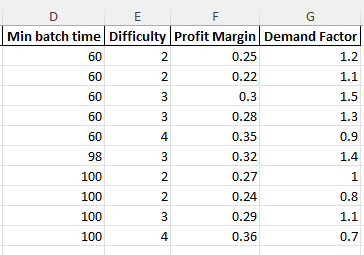 D E F G
Min batch time Difficulty Profit Margin Demand Factor
60 2 0.25 1.2
60 2 0.22 1.1
60 3 0.3 1.5
60 3 0.28 1.3
60 4 0.35 0.9
98 3 0.32 1.4
100 2 0.27 1
100 2 0.24 0.8
100 3 0.29 1.1
100 4 0.36 0.7